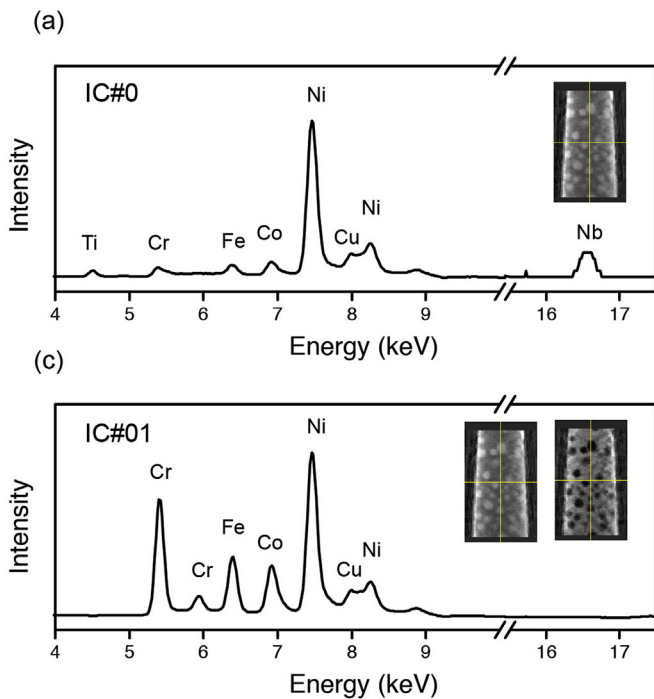 (a)
IC#0
Ni
Ti
Cr
Fe
Co
Cu
Ni
Nb
Intensity
4 5 6 7 8 9 16 17
Energy (keV)
(c)
IC#01
Cr
Cr
Fe
Co
Ni
Cu
Ni
Intensity
4 5 6 7 8 9 16 17
Energy (keV)